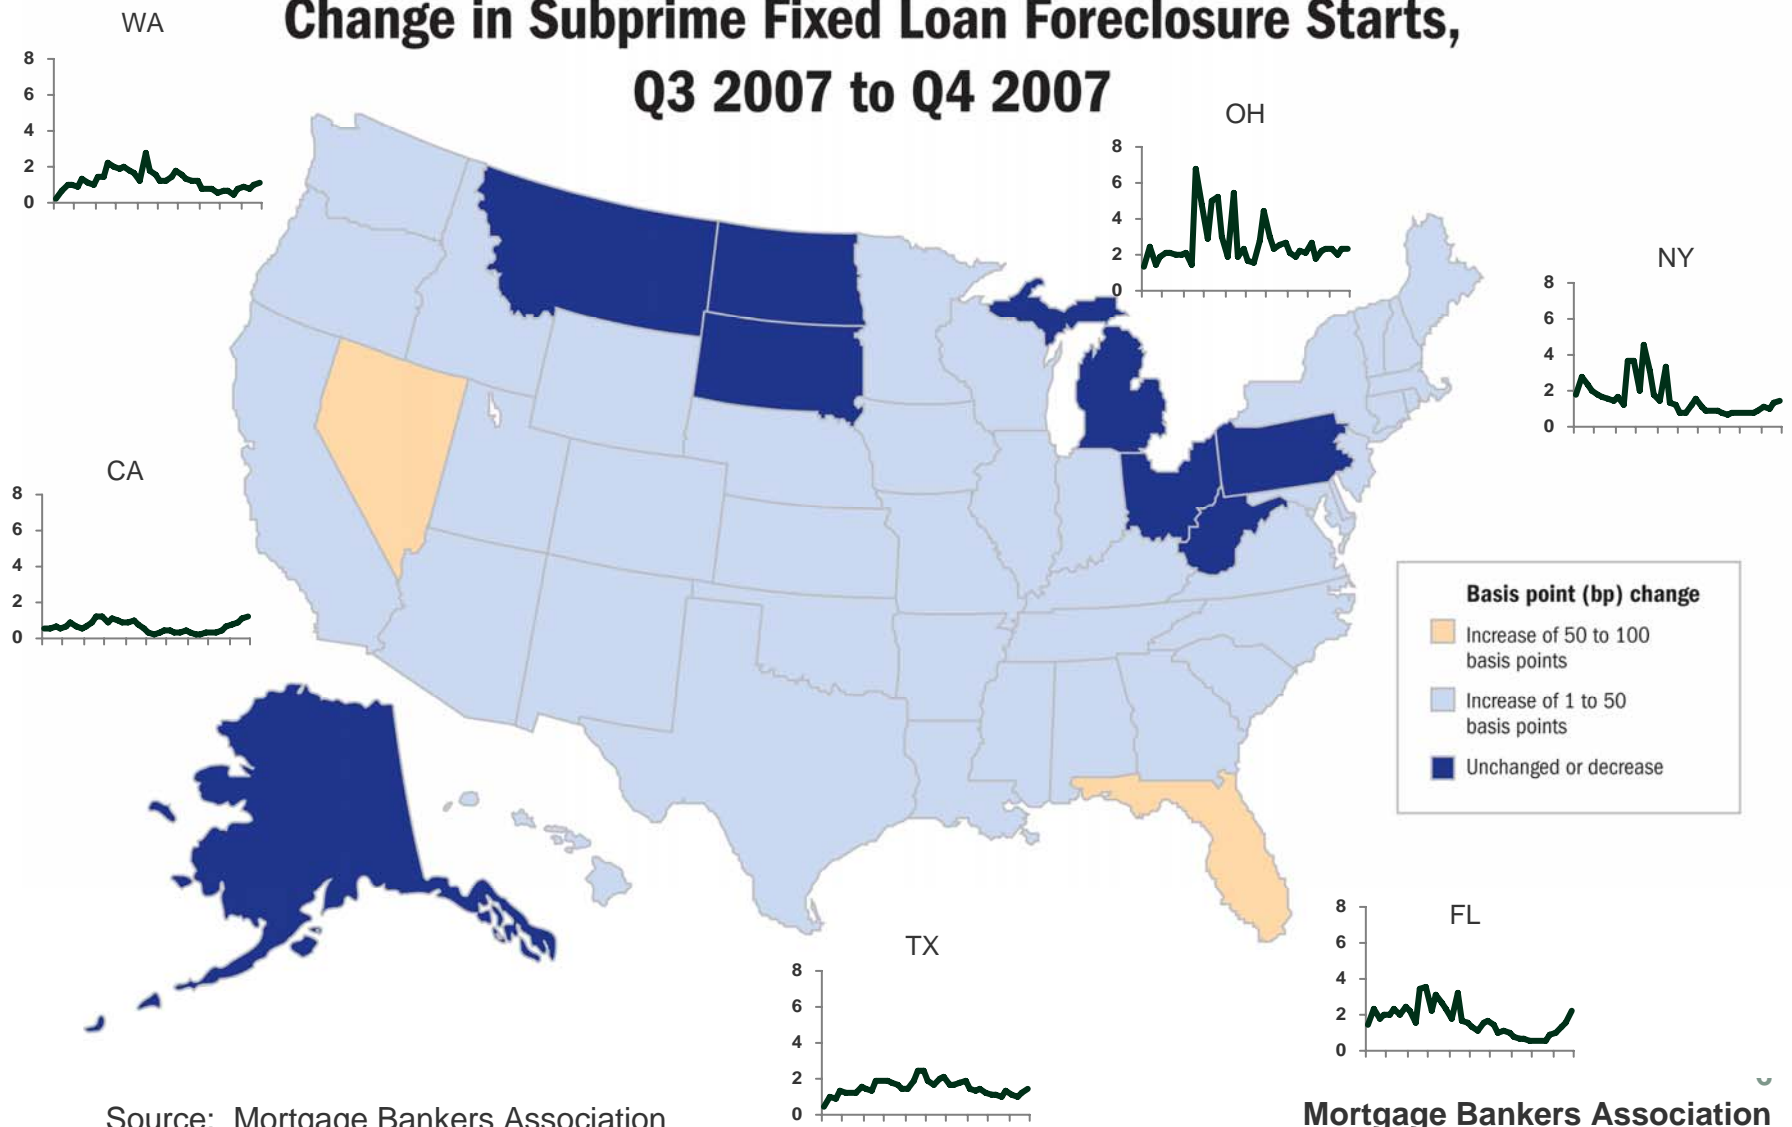 Change in Subprime Fixed Loan Foreclosure Starts,
Q3 2007 to Q4 2007
WA
8
6
4
2
0
OH
8
6
4
2
0
NY
8
6
4
2
0
CA
8
6
4
2
0
Basis point (bp) change
Increase of 50 to 100
basis points
Increase of 1 to 50
basis points
Unchanged or decrease
FL
8
6
4
2
0
TX
8
6
4
2
0
Source: Mortgage Bankers Association
Mortgage Bankers Association